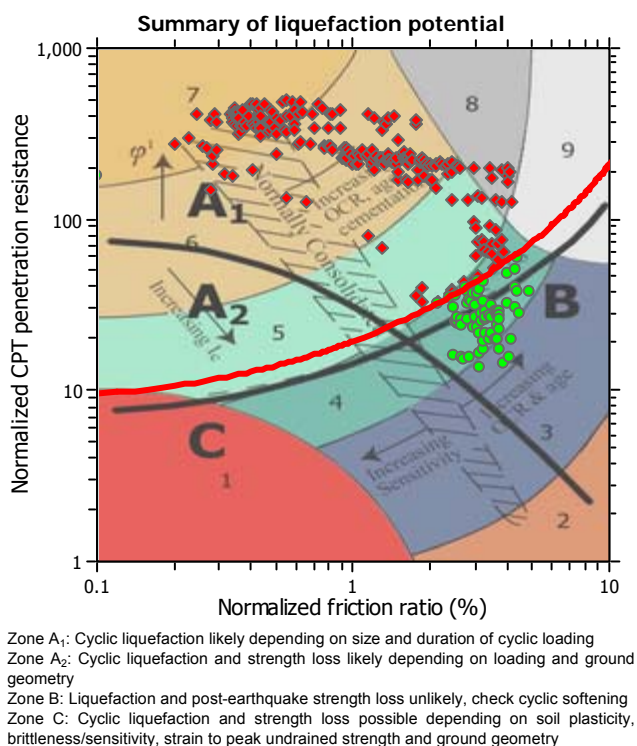 Summary of liquefaction potential
1,000
7
8
9
φ'
Normally Consolidated
Increasing
OCR, age
cementation
A1
100
6
A2
Increasing Ic
5
B
10
4
Increasing
OCR & age
C
3
Increasing
Sensitivity
1
2
1
0.1
1
10
Normalized CPT penetration resistance
Normalized friction ratio (%)
Zone A1: Cyclic liquefaction likely depending on size and duration of cyclic loading
Zone A2: Cyclic liquefaction and strength loss likely depending on loading and ground
geometry
Zone B: Liquefaction and post-earthquake strength loss unlikely, check cyclic softening
Zone C: Cyclic liquefaction and strength loss possible depending on soil plasticity,
brittleness/sensitivity, strain to peak undrained strength and ground geometry